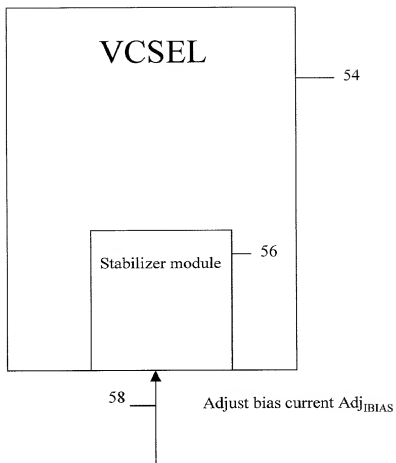 VCSEL
54
Stabilizer module
56
58
Adjust bias current Adj_IBIAS